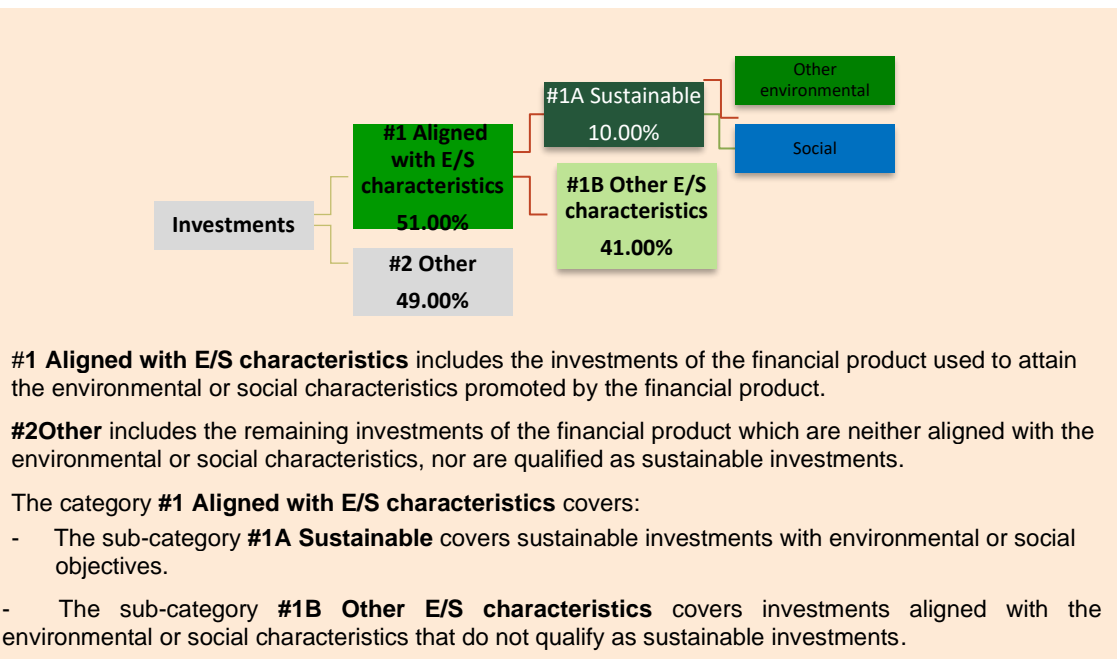 Other
environmental
#1A Sustainable
10.00%
Social
#1 Aligned
with E/S
characteristics
51.00%
#1B Other E/S
characteristics
41.00%
Investments
#2 Other
49.00%
#1 Aligned with E/S characteristics includes the investments of the financial product used to attain
the environmental or social characteristics promoted by the financial product.
#2Other includes the remaining investments of the financial product which are neither aligned with the
environmental or social characteristics, nor are qualified as sustainable investments.
The category #1 Aligned with E/S characteristics covers:
- The sub-category #1A Sustainable covers sustainable investments with environmental or social
objectives.
- The sub-category #1B Other E/S characteristics covers investments aligned with the
environmental or social characteristics that do not qualify as sustainable investments.